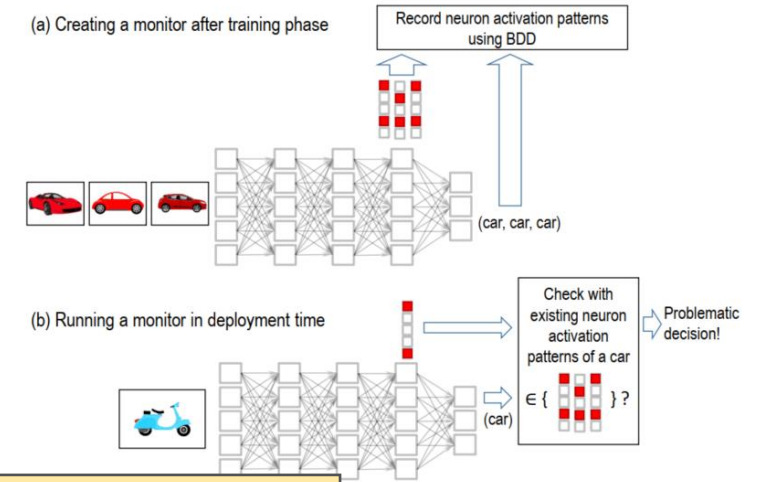 (a) Creating a monitor after training phase
Record neuron activation patterns
using BDD
(car, car, car)
(b) Running a monitor in deployment time
Check with
existing neuron
activation
patterns of a car
∈ { } ?
Problematic
decision!
(car)